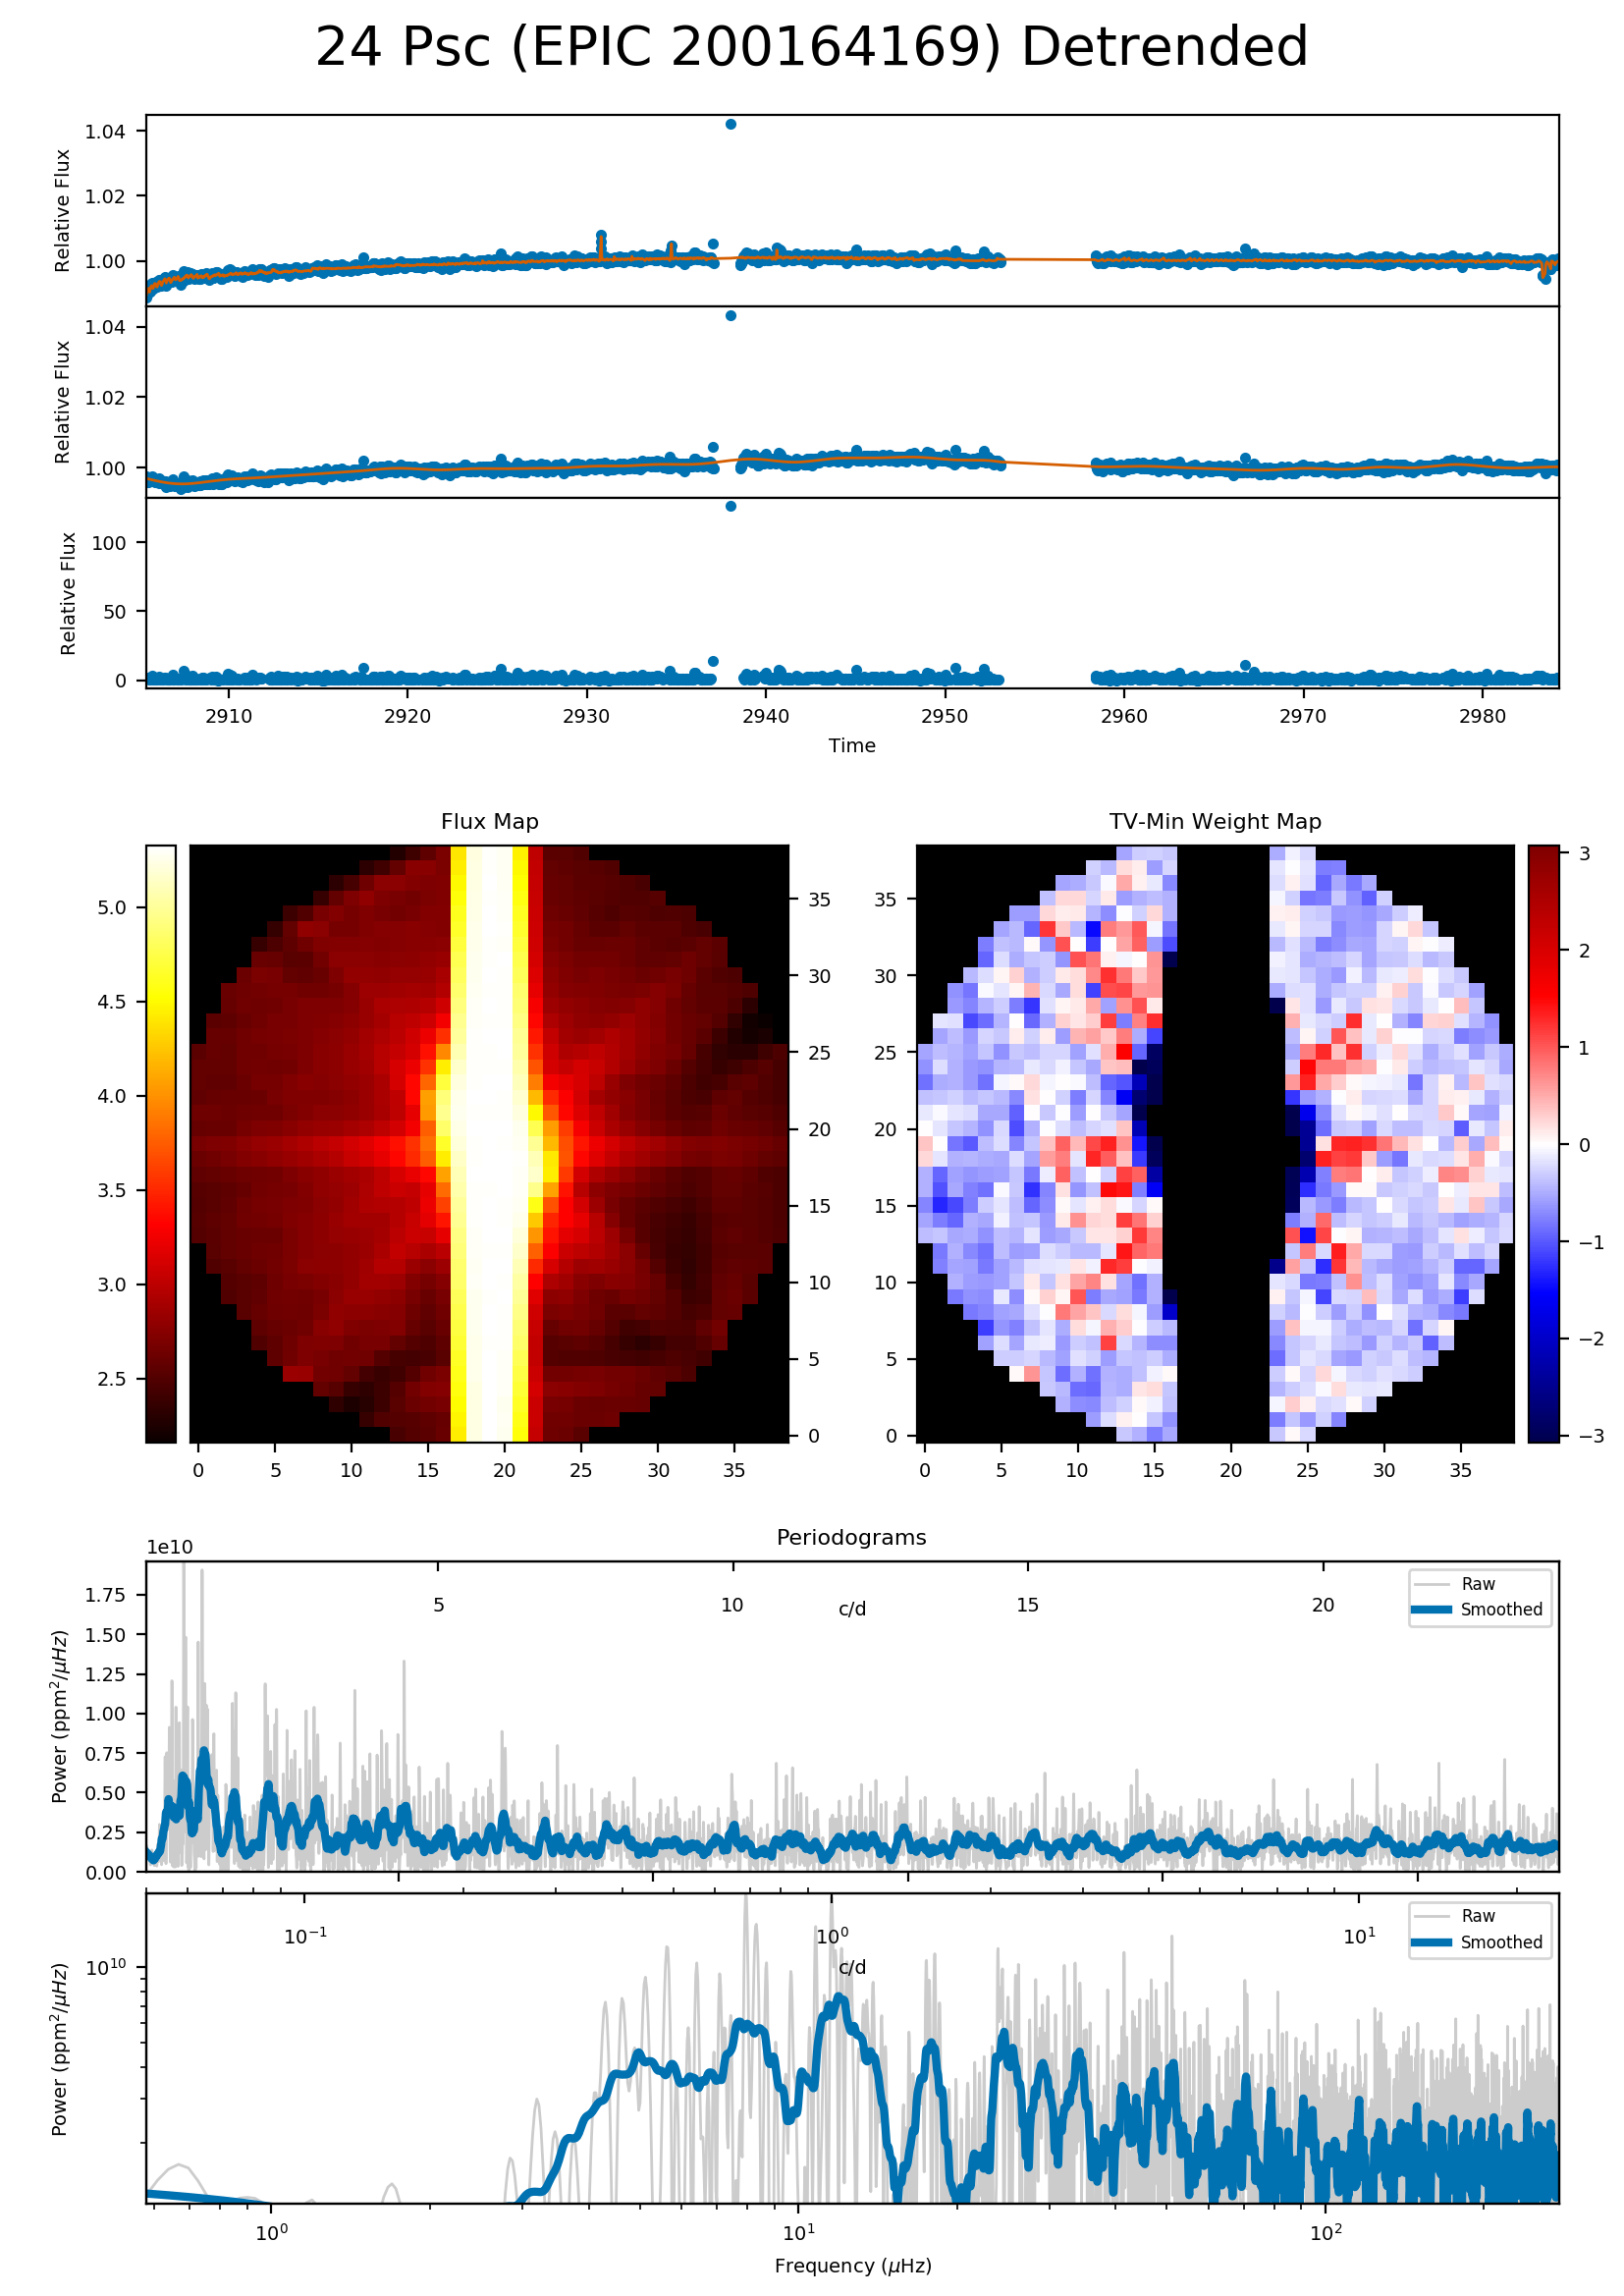 24 Psc (EPIC 200164169) Detrended
Relative Flux
1.04
1.02
1.00
Relative Flux
1.04
1.02
1.00
Relative Flux
100
50
0
2910 2920 2930 2940 2950 2960 2970 2980
Time
Flux Map
5.0
4.5
4.0
3.5
3.0
2.5
35
30
25
20
15
10
5
0
0 5 10 15 20 25 30 35
TV-Min Weight Map
35
30
25
20
15
10
5
0
0 5 10 15 20 25 30 35
3
2
1
0
−1
−2
−3
Periodograms
1e10
Power (ppm²/μHz)
1.75
1.50
1.25
1.00
0.75
0.50
0.25
0.00
5 10 15 20
c/d
Raw
Smoothed
Power (ppm²/μHz)
10¹⁰
10⁻¹ 10⁰ 10¹
c/d
Raw
Smoothed
10⁰ 10¹ 10²
Frequency (μHz)